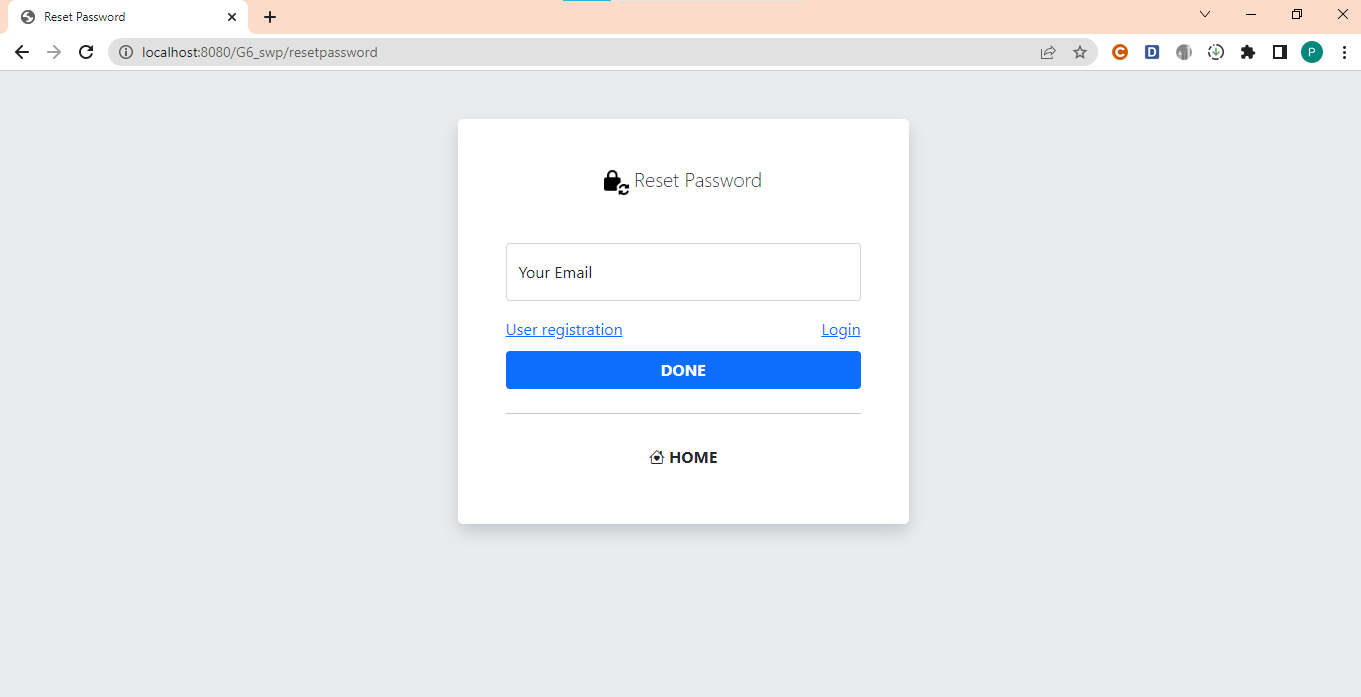 Reset Password
localhost:8080/G6_swp/resetpassword
C
D
P
Reset Password
Your Email
User registration Login
DONE
HOME